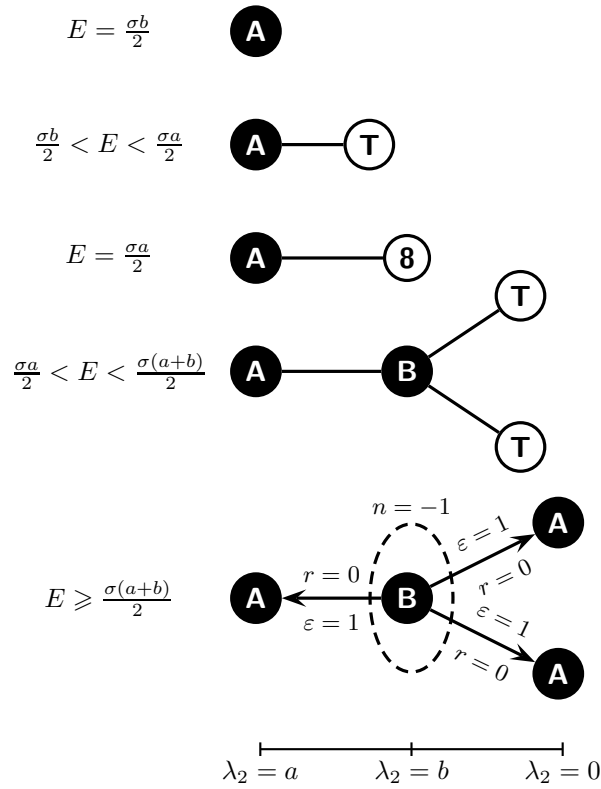 E = σb/2 A
σb/2 < E < σa/2 A T
E = σa/2 A 8
T
σa/2 < E < σ(a+b)/2 A B
T
n = −1
ε = 1 A
r = 0 r = 0
E ⩾ σ(a+b)/2 A B
ε = 1 ε = 1
r = 0 A
λ₂ = a λ₂ = b λ₂ = 0